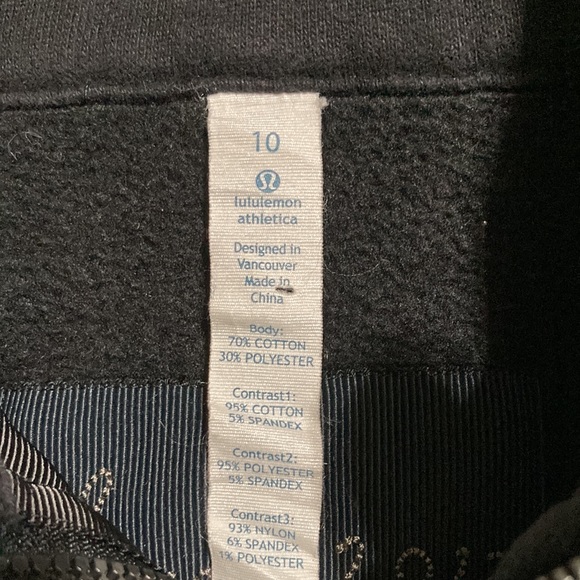 10
lululemon
athletica
Designed in
Vancouver
Made in
China
Body:
70% COTTON
30% POLYESTER
Contrast1:
95% COTTON
5% SPANDEX
Contrast2:
95% POLYESTER
5% SPANDEX
Contrast3:
93% NYLON
6% SPANDEX
1% POLYESTER